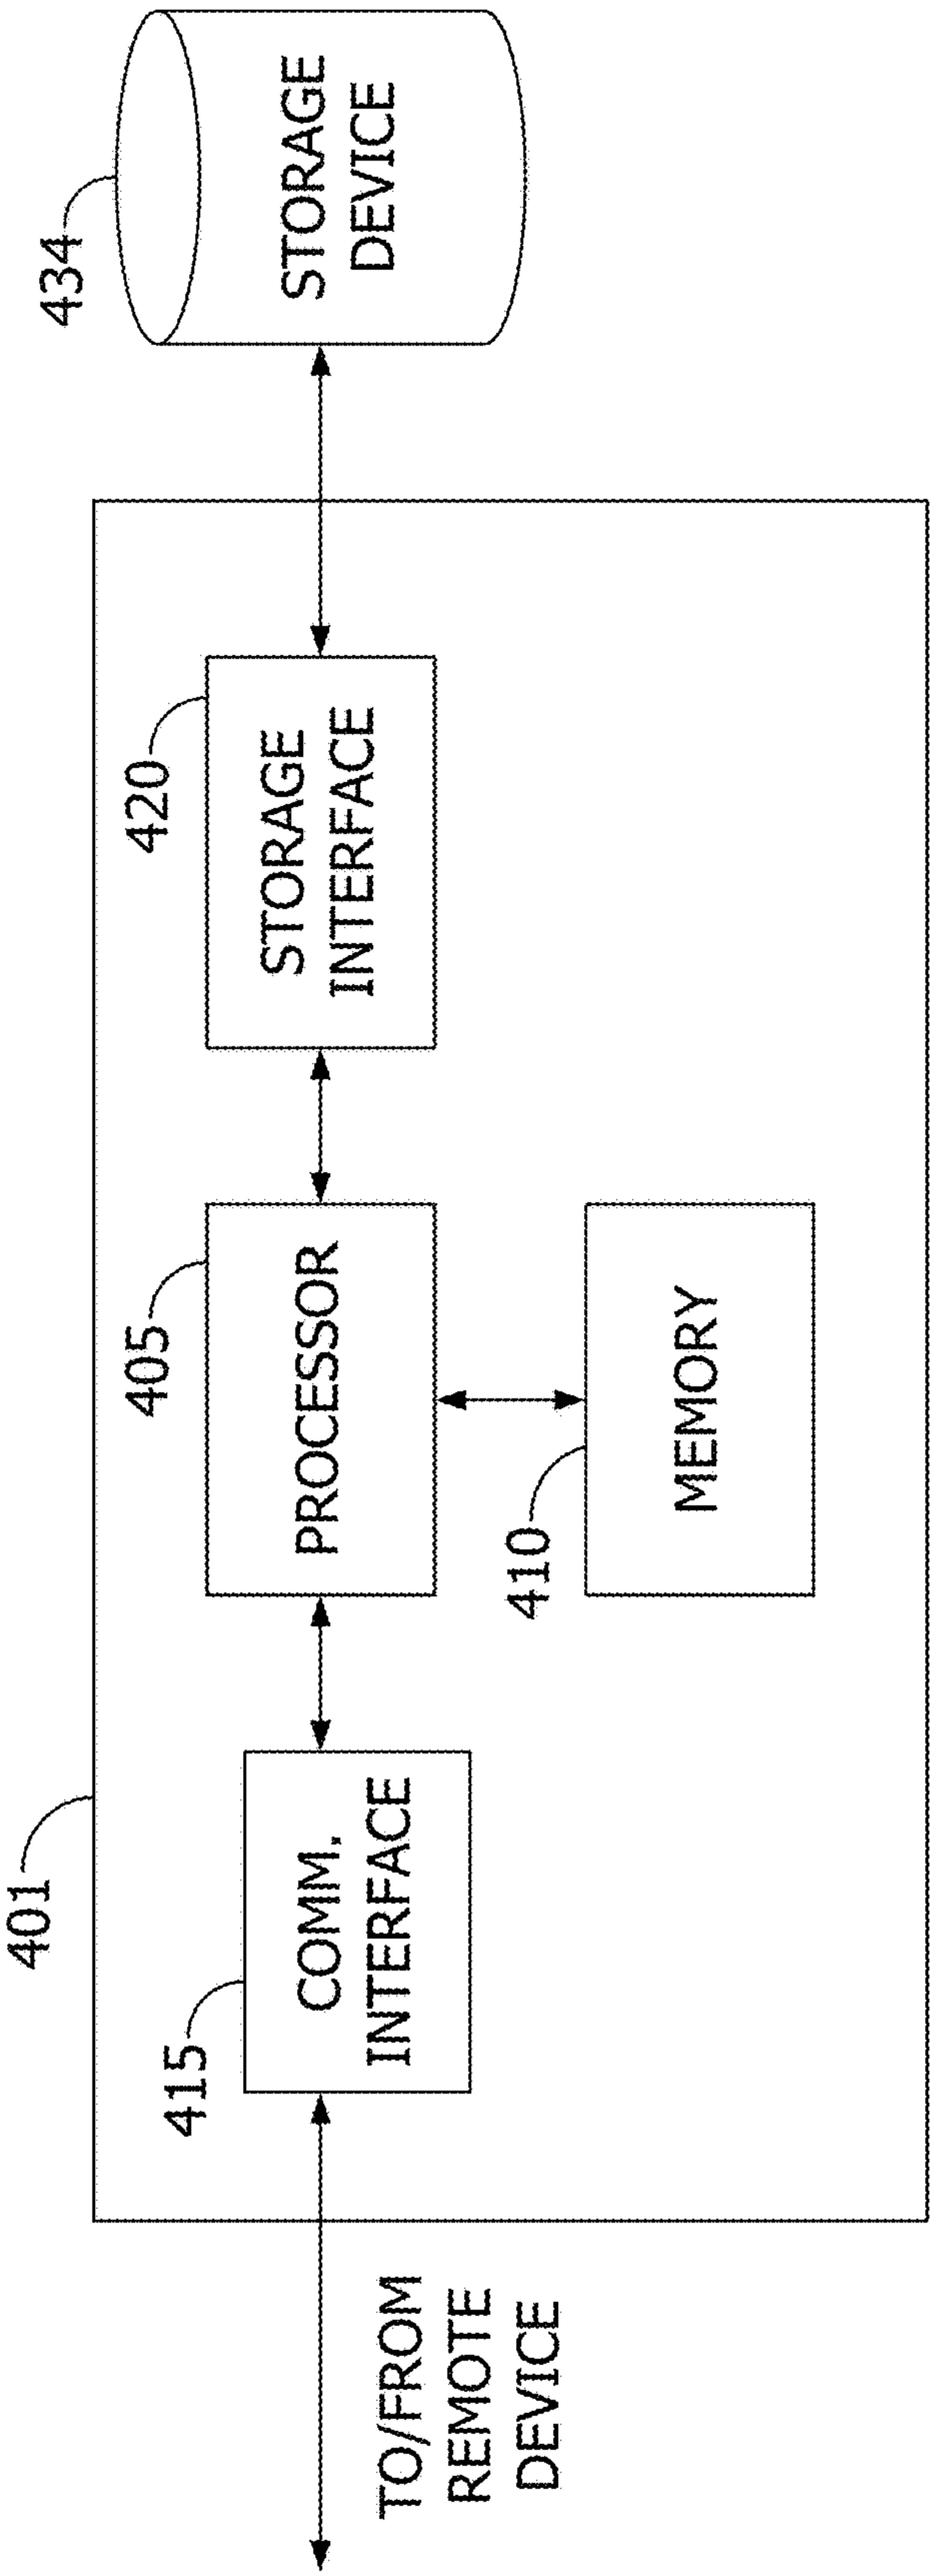 401
415
COMM.
INTERFACE
TO/FROM
REMOTE
DEVICE
405
PROCESSOR
410
MEMORY
420
STORAGE
INTERFACE
434
STORAGE
DEVICE